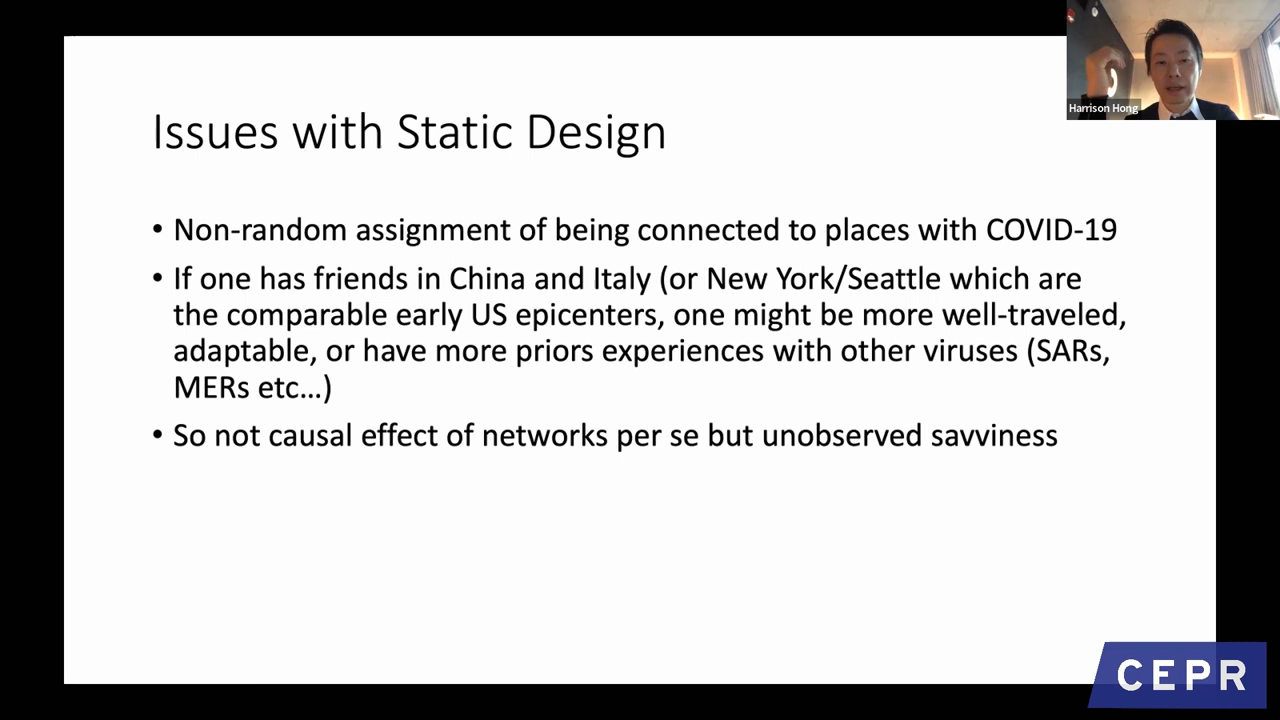 Harrison Hong
Issues with Static Design
• Non-random assignment of being connected to places with COVID-19
• If one has friends in China and Italy (or New York/Seattle which are
the comparable early US epicenters, one might be more well-traveled,
adaptable, or have more priors experiences with other viruses (SARs,
MERs etc…)
• So not causal effect of networks per se but unobserved savviness
CEPR